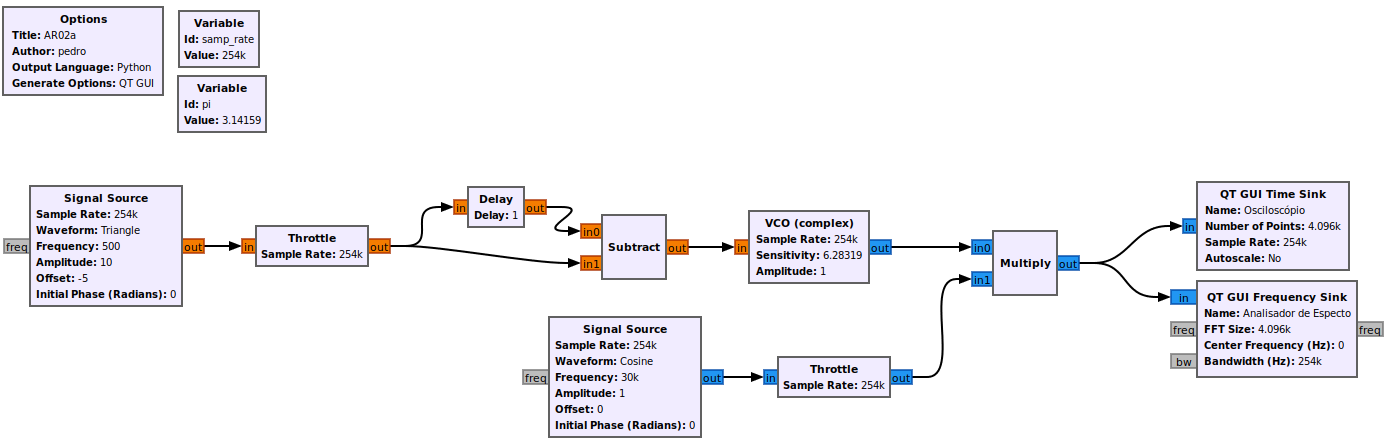 Options
Title: AR02a
Author: pedro
Output Language: Python
Generate Options: QT GUI
Variable
Id: samp_rate
Value: 254k
Variable
Id: pi
Value: 3.14159
Signal Source
Sample Rate: 254k
Waveform: Triangle
Frequency: 500
Amplitude: 10
Offset: -5
Initial Phase (Radians): 0
freq
out
in
Throttle
Sample Rate: 254k
out
in
Delay
Delay: 1
out
in0
in1
Subtract
out
in
VCO (complex)
Sample Rate: 254k
Sensitivity: 6.28319
Amplitude: 1
out
in0
in1
Multiply
out
in
QT GUI Time Sink
Name: Osciloscópio
Number of Points: 4.096k
Sample Rate: 254k
Autoscale: No
in
freq
bw
QT GUI Frequency Sink
Name: Analisador de Especto
FFT Size: 4.096k
Center Frequency (Hz): 0
Bandwidth (Hz): 254k
freq
freq
Signal Source
Sample Rate: 254k
Waveform: Cosine
Frequency: 30k
Amplitude: 1
Offset: 0
Initial Phase (Radians): 0
out
in
Throttle
Sample Rate: 254k
out